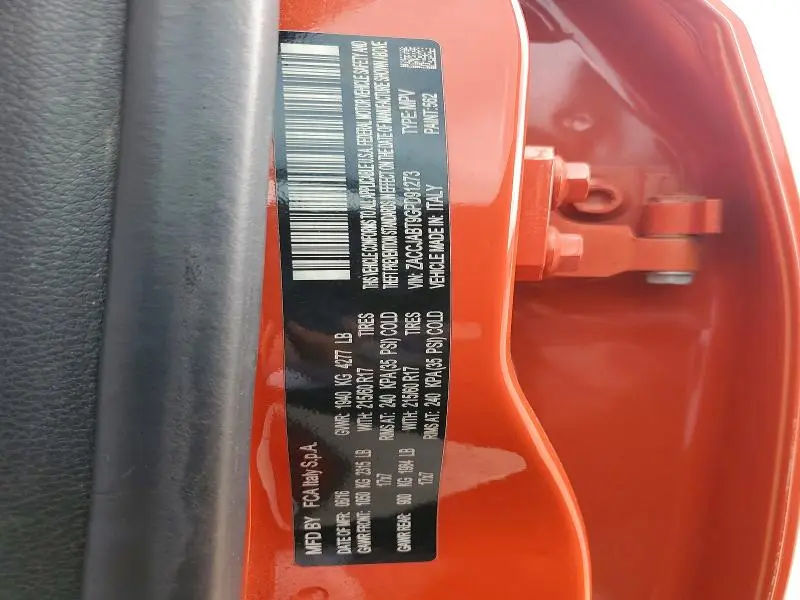 MFD BY FCA Italy S.p.A.
DATE OF MFR: 06/16 GVWR: 1940 KG 4277 LB
GAWR FRONT: 1050 KG 2315 LB WITH: 215/60 R17 TIRES
17x7 RIMS AT: 240 KPA(35 PSI) COLD
GAWR REAR: 900 KG 1984 LB WITH: 215/60 R17 TIRES
17x7 RIMS AT: 240 KPA(35 PSI) COLD
THIS VEHICLE CONFORMS TO ALL APPLICABLE U.S.A. FEDERAL MOTOR VEHICLE SAFETY AND
THEFT PREVENTION STANDARDS IN EFFECT ON THE DATE OF MANUFACTURE SHOWN ABOVE
VIN: ZACCJABT9GPD91273 TYPE: MPV
VEHICLE MADE IN: ITALY PAINT: 562